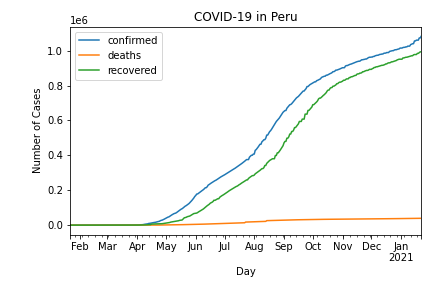 COVID-19 in Peru
1e6
confirmed
deaths
recovered
1.0
0.8
0.6
0.4
0.2
0.0
Number of Cases
Feb Mar Apr May Jun Jul Aug Sep Oct Nov Dec Jan
2021
Day